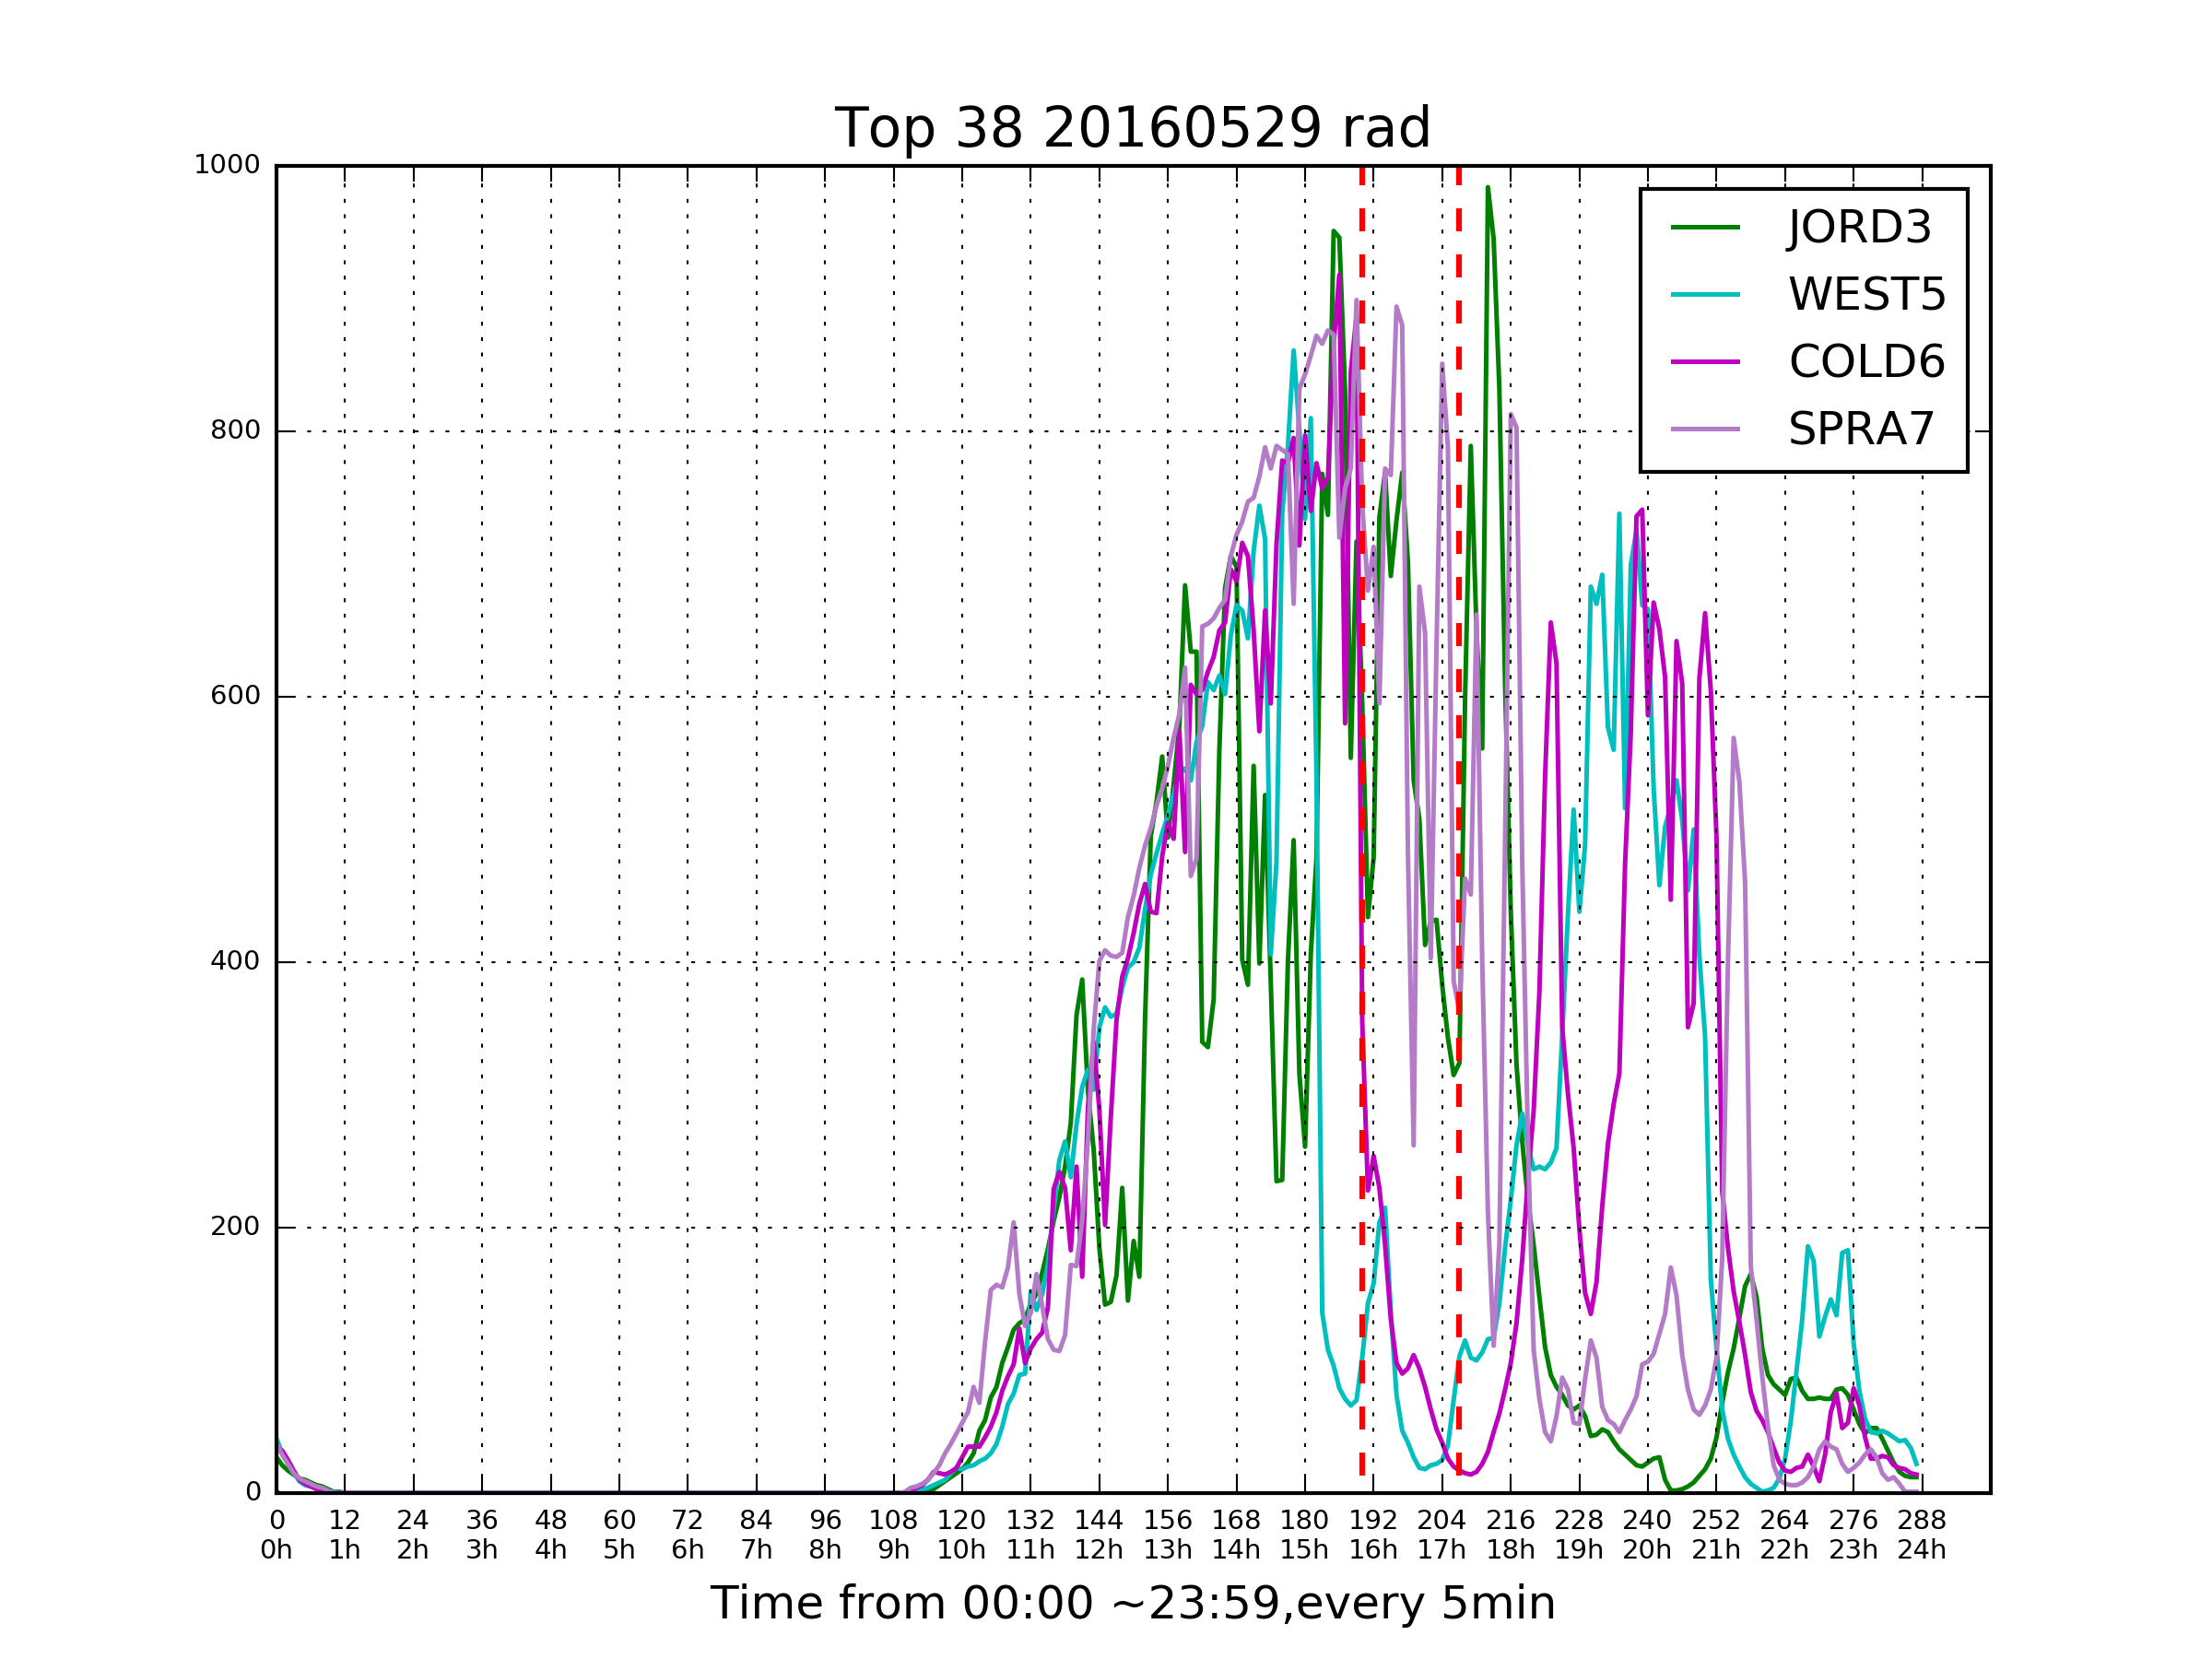 Top 38 20160529 rad
1000
800
600
400
200
0
JORD3
WEST5
COLD6
SPRA7
0 12 24 36 48 60 72 84 96 108 120 132 144 156 168 180 192 204 216 228 240 252 264 276 288
0h 1h 2h 3h 4h 5h 6h 7h 8h 9h 10h 11h 12h 13h 14h 15h 16h 17h 18h 19h 20h 21h 22h 23h 24h
Time from 00:00 ~23:59,every 5min